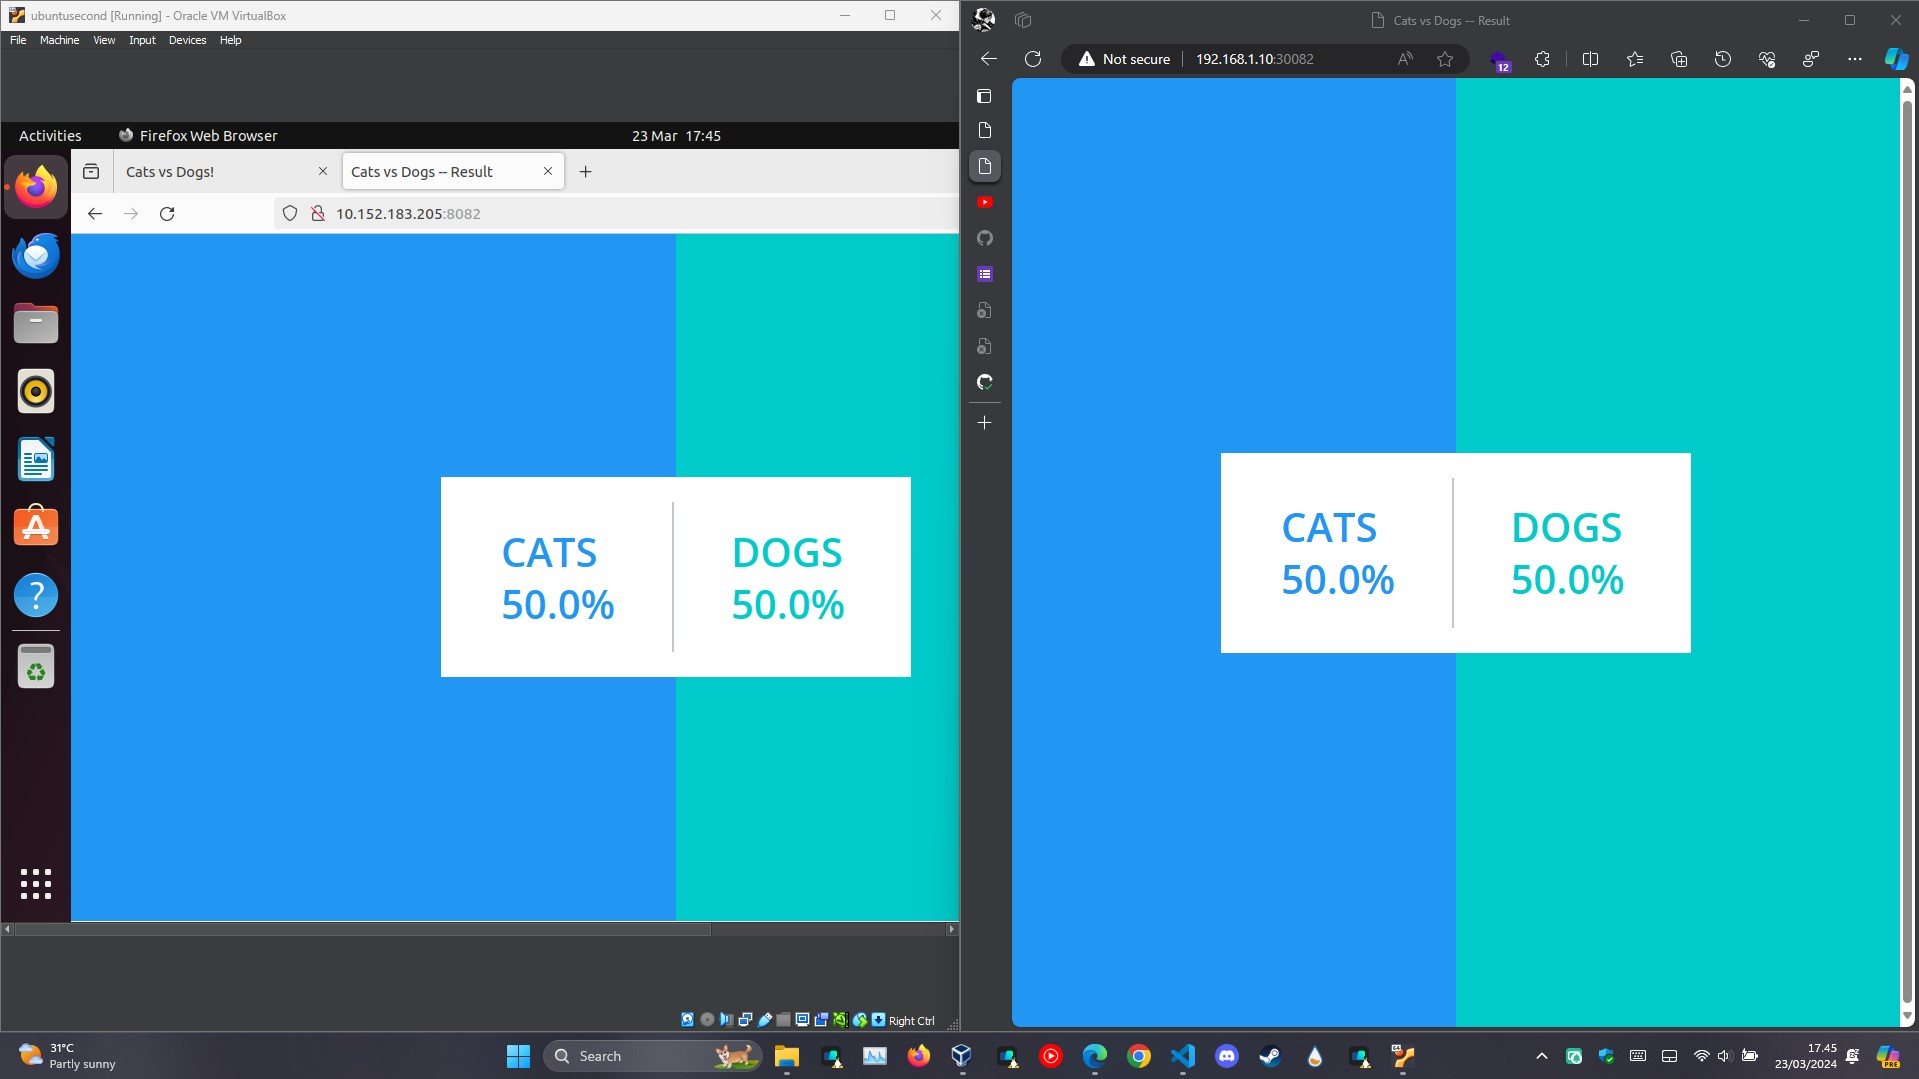 ubuntusecond [Running] - Oracle VM VirtualBox
File Machine View Input Devices Help
Activities Firefox Web Browser 23 Mar 17:45
Cats vs Dogs! Cats vs Dogs -- Result
10.152.183.205:8082
CATS DOGS
50.0% 50.0%
Right Ctrl
Cats vs Dogs -- Result
Not secure 192.168.1.10:30082
12
CATS DOGS
50.0% 50.0%
31°C
Partly sunny
Search
17.45
23/03/2024
PRE